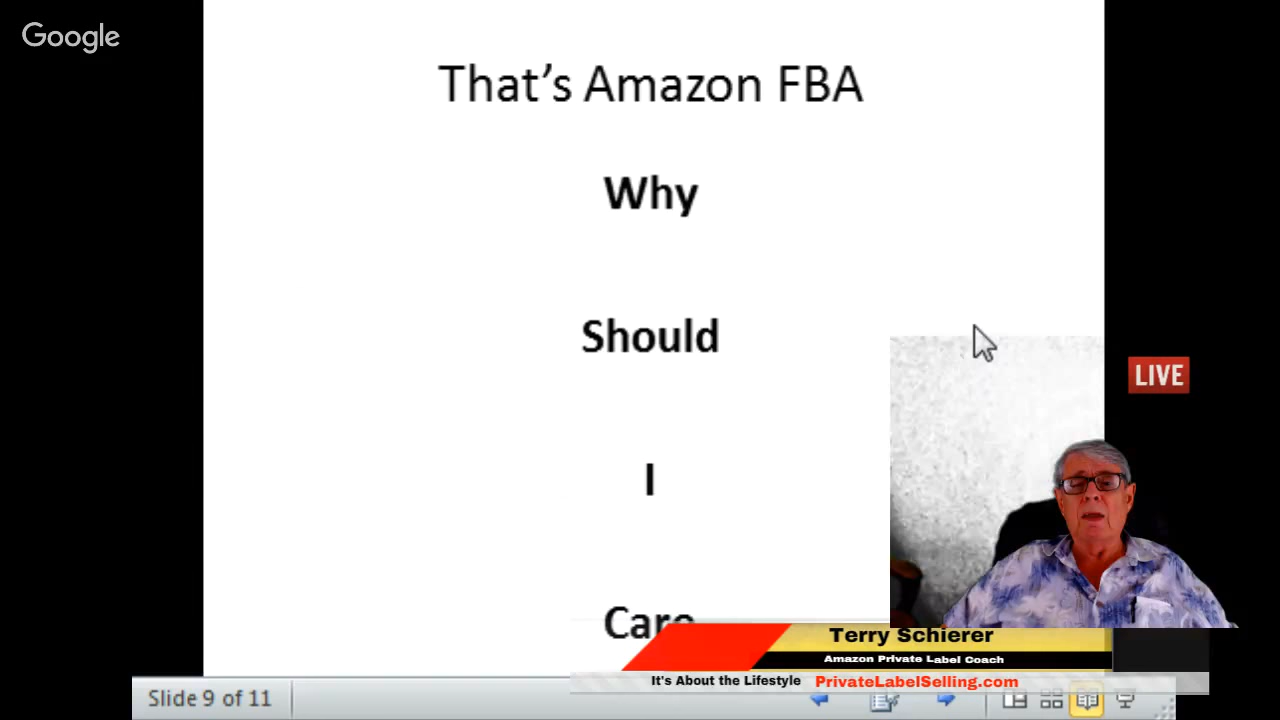 Google
That’s Amazon FBA
Why
Should
I
Care
LIVE
Terry Schierer
Amazon Private Label Coach
It's About the Lifestyle PrivateLabelSelling.com
Slide 9 of 11